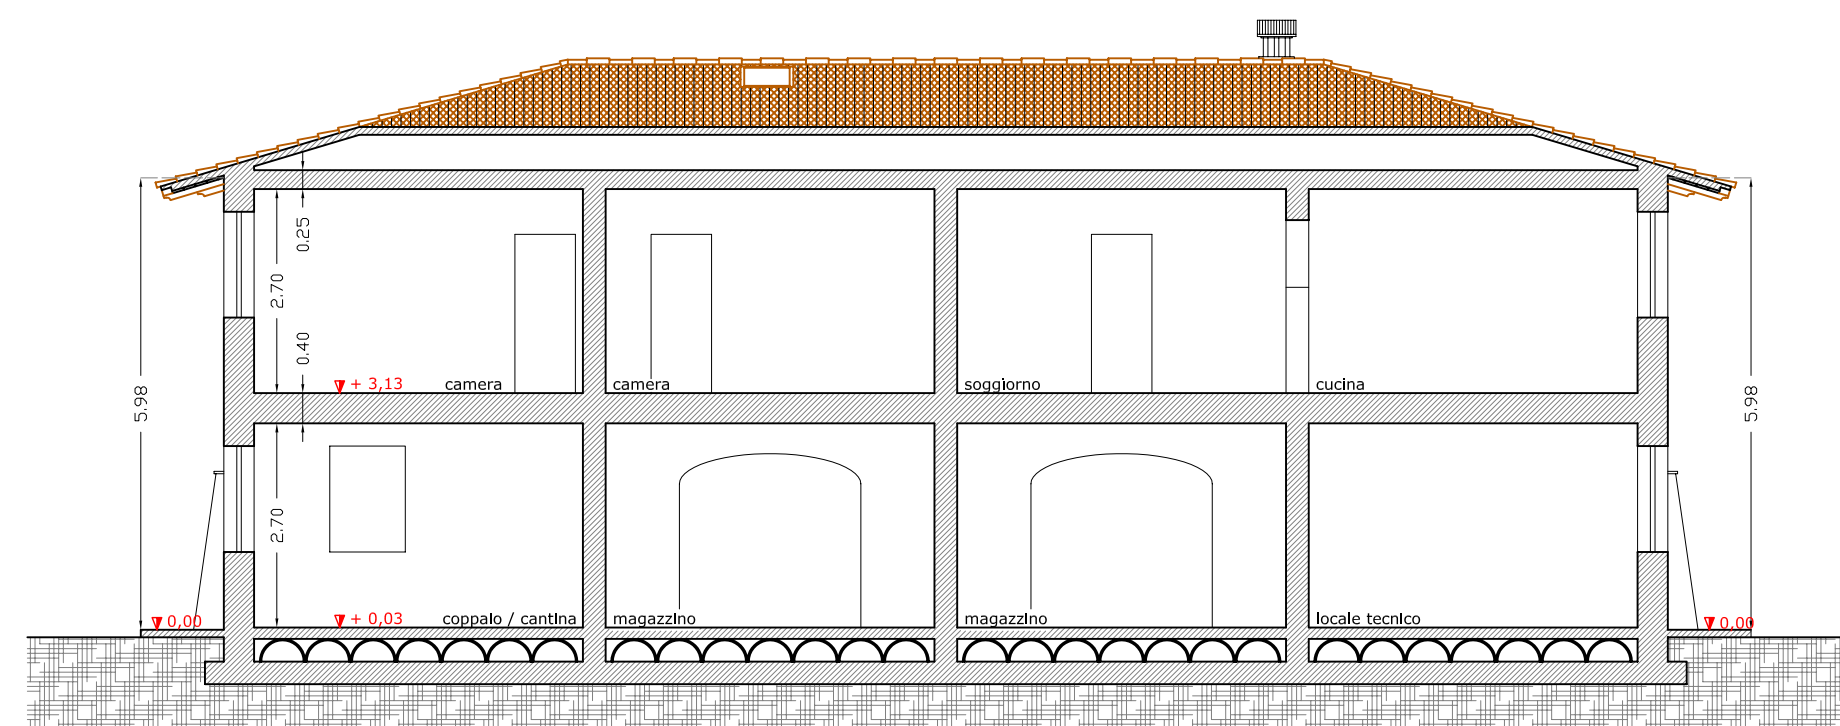 0.25
2.70
0.40
5.98
5.98
+ 3,13
camera
camera
soggiorno
cucina
2.70
0,00
+ 0,03
coppaio / cantina
magazzino
magazzino
locale tecnico
0,00